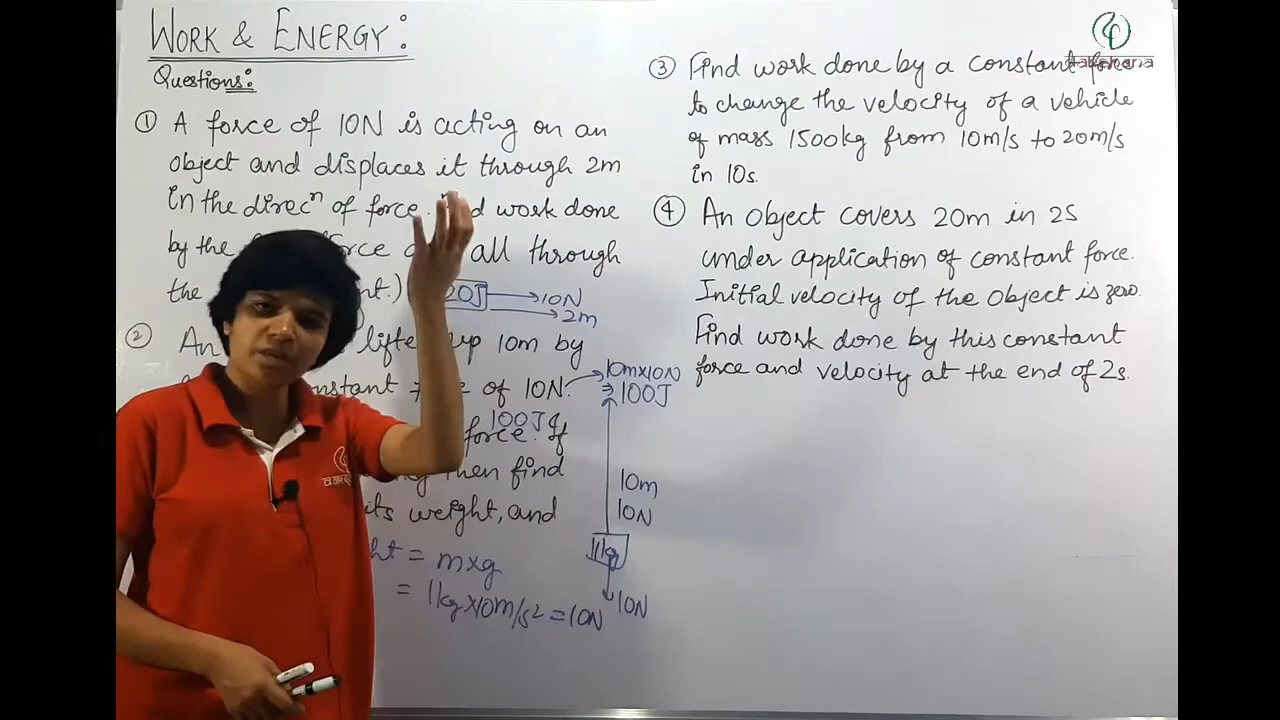 WORK & ENERGY:
Questions:
① A force of 10N is acting on an
object and displaces it through 2m
in the direcⁿ of force. work done
by the all through
the 20J 10N
2m
② An lifted up 10m by
of 10N. 10m x 10N
⇒ 100J
100J
force. If
then find 10m
its weight, and 10N
1kg
= m x g
= 1kg x 10m/s² = 10N 10N
③ Find work done by a constant force
to change the velocity of a vehicle
of mass 1500kg from 10m/s to 20m/s
in 10s.
④ An Object covers 20m in 2s
under application of constant force.
Initial velocity of the Object is zero.
Find work done by this constant
force and velocity at the end of 2s.